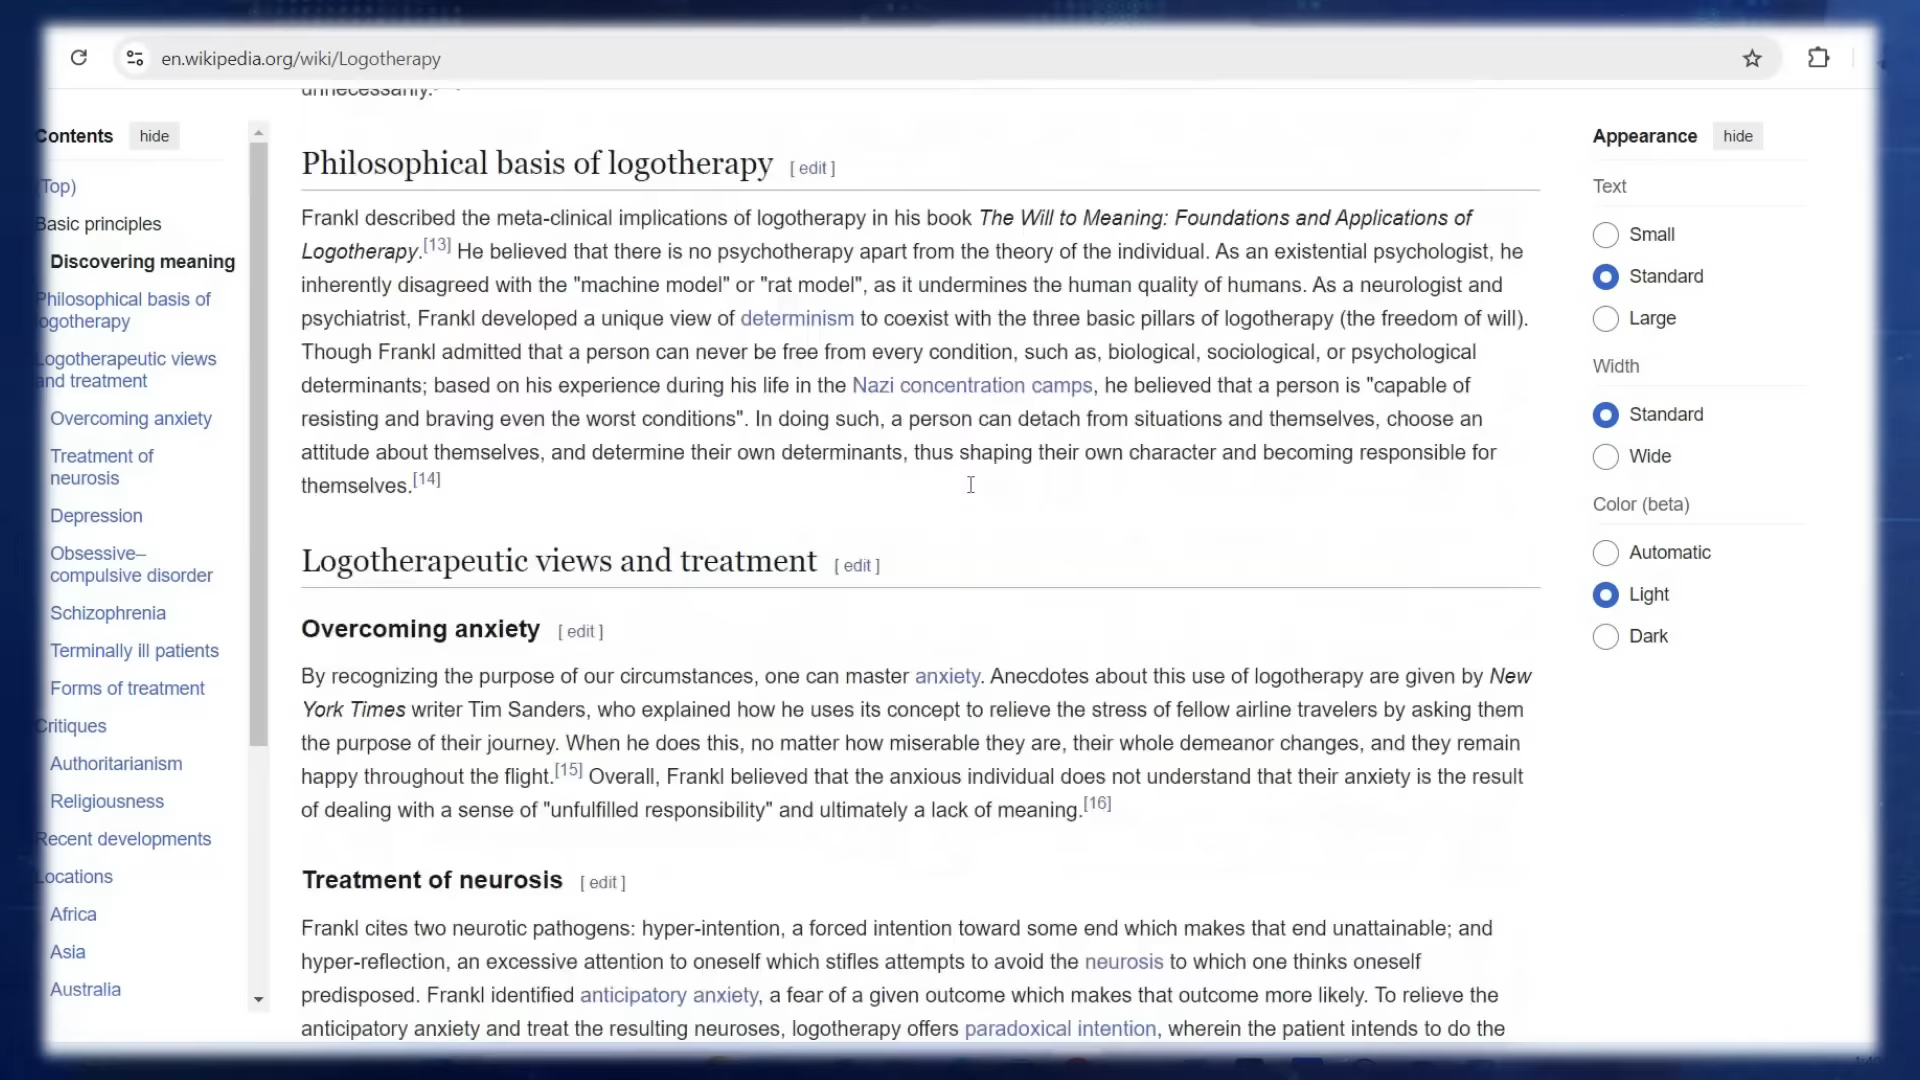 en.wikipedia.org/wiki/Logotherapy
unnecessarily.
Contents hide
(Top)
Basic principles
Discovering meaning
Philosophical basis of
logotherapy
Logotherapeutic views
and treatment
Overcoming anxiety
Treatment of
neurosis
Depression
Obsessive–
compulsive disorder
Schizophrenia
Terminally ill patients
Forms of treatment
Critiques
Authoritarianism
Religiousness
Recent developments
Locations
Africa
Asia
Australia
Philosophical basis of logotherapy [ edit ]
Frankl described the meta-clinical implications of logotherapy in his book The Will to Meaning: Foundations and Applications of
Logotherapy.[13] He believed that there is no psychotherapy apart from the theory of the individual. As an existential psychologist, he
inherently disagreed with the "machine model" or "rat model", as it undermines the human quality of humans. As a neurologist and
psychiatrist, Frankl developed a unique view of determinism to coexist with the three basic pillars of logotherapy (the freedom of will).
Though Frankl admitted that a person can never be free from every condition, such as, biological, sociological, or psychological
determinants; based on his experience during his life in the Nazi concentration camps, he believed that a person is "capable of
resisting and braving even the worst conditions". In doing such, a person can detach from situations and themselves, choose an
attitude about themselves, and determine their own determinants, thus shaping their own character and becoming responsible for
themselves.[14]
Logotherapeutic views and treatment [ edit ]
Overcoming anxiety [ edit ]
By recognizing the purpose of our circumstances, one can master anxiety. Anecdotes about this use of logotherapy are given by New
York Times writer Tim Sanders, who explained how he uses its concept to relieve the stress of fellow airline travelers by asking them
the purpose of their journey. When he does this, no matter how miserable they are, their whole demeanor changes, and they remain
happy throughout the flight.[15] Overall, Frankl believed that the anxious individual does not understand that their anxiety is the result
of dealing with a sense of "unfulfilled responsibility" and ultimately a lack of meaning.[16]
Treatment of neurosis [ edit ]
Frankl cites two neurotic pathogens: hyper-intention, a forced intention toward some end which makes that end unattainable; and
hyper-reflection, an excessive attention to oneself which stifles attempts to avoid the neurosis to which one thinks oneself
predisposed. Frankl identified anticipatory anxiety, a fear of a given outcome which makes that outcome more likely. To relieve the
anticipatory anxiety and treat the resulting neuroses, logotherapy offers paradoxical intention, wherein the patient intends to do the
Appearance hide
Text
Small
Standard
Large
Width
Standard
Wide
Color (beta)
Automatic
Light
Dark